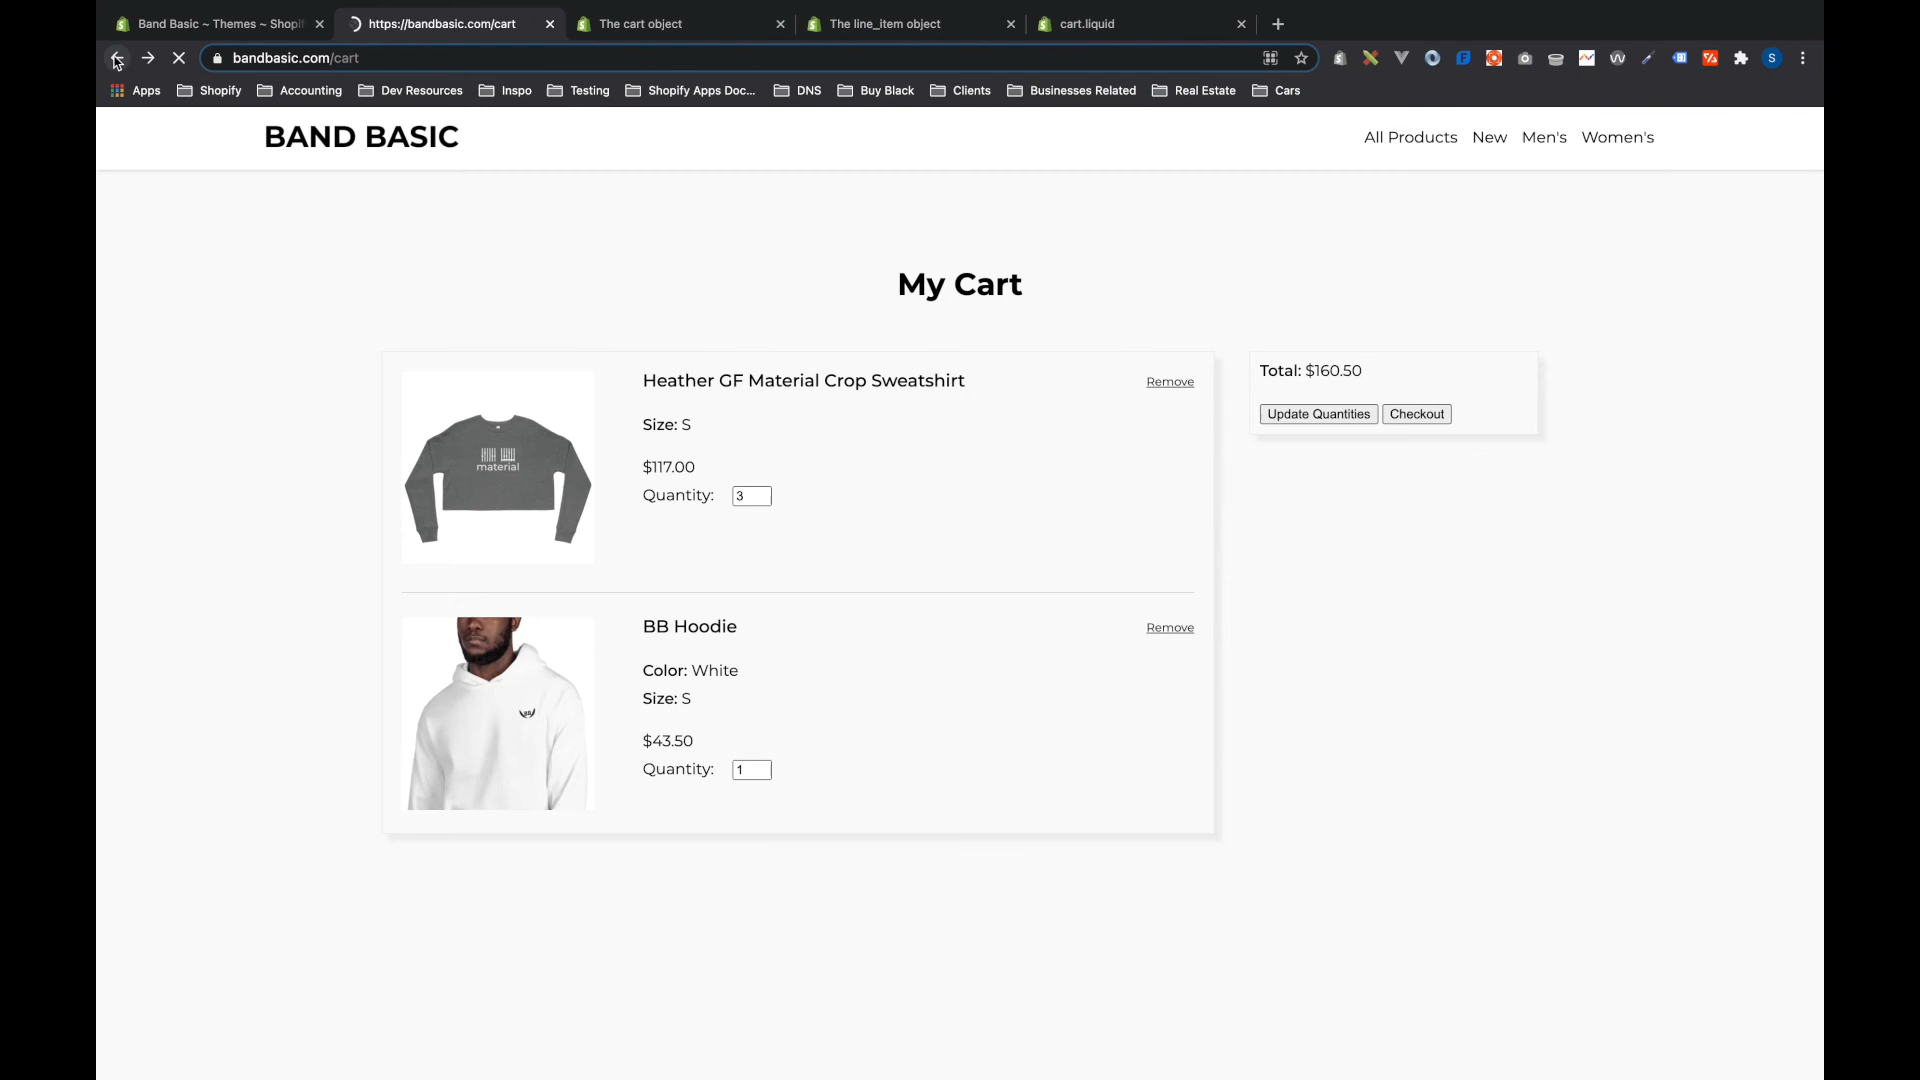 Band Basic ~ Themes ~ Shopif
https://bandbasic.com/cart
The cart object
The line_item object
cart.liquid
bandbasic.com/cart
S
Apps Shopify Accounting Dev Resources Inspo Testing Shopify Apps Doc... DNS Buy Black Clients Businesses Related Real Estate Cars
BAND BASIC
All Products New Men's Women's
My Cart
Heather GF Material Crop Sweatshirt
Remove
Size: S
$117.00
Quantity: 3
material
BB Hoodie
Remove
Color: White
Size: S
$43.50
Quantity: 1
Total: $160.50
Update Quantities Checkout